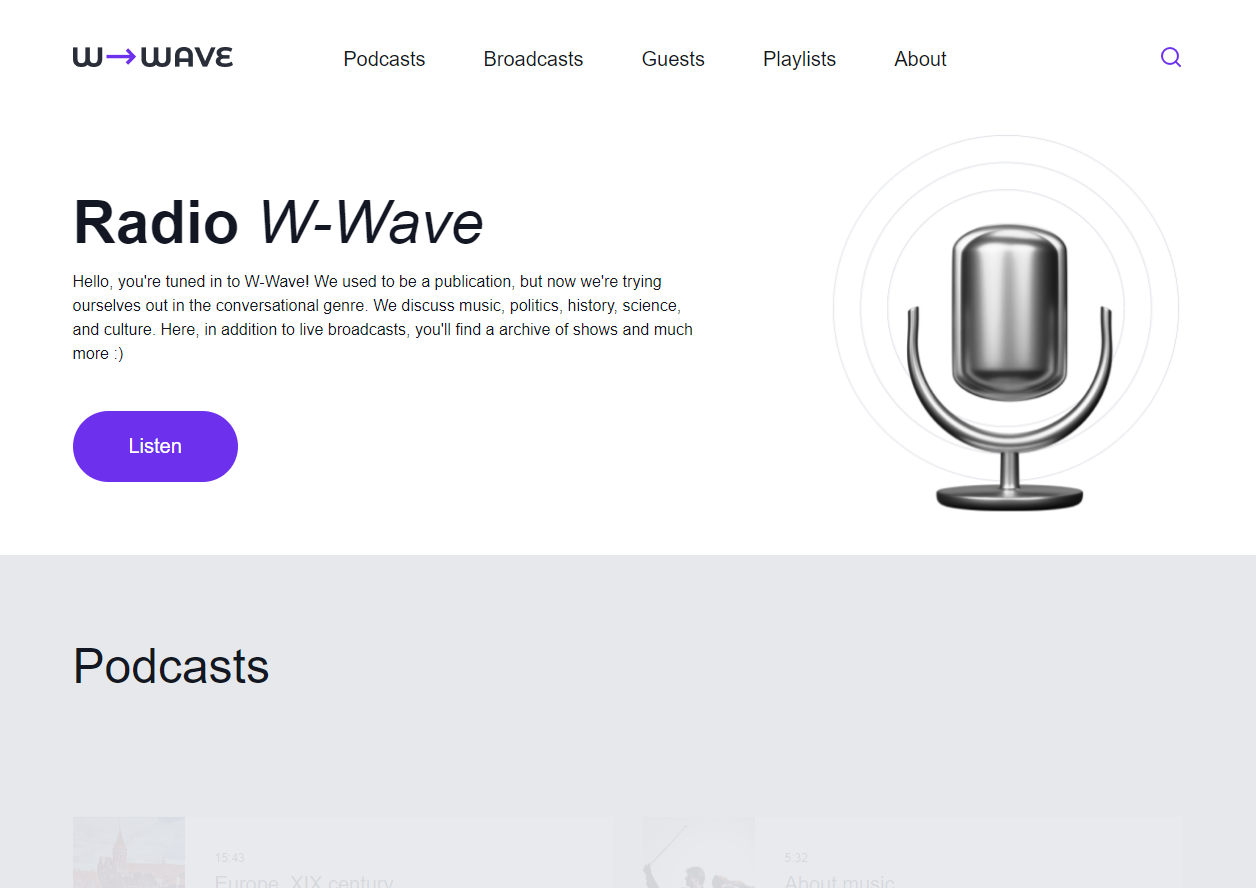 W→WAVE
Podcasts
Broadcasts
Guests
Playlists
About
Radio W-Wave
Hello, you're tuned in to W-Wave! We used to be a publication, but now we're trying
ourselves out in the conversational genre. We discuss music, politics, history, science,
and culture. Here, in addition to live broadcasts, you'll find a archive of shows and much
more :)
Listen
Podcasts
15:43
Europe, XIX century
5:32
About music